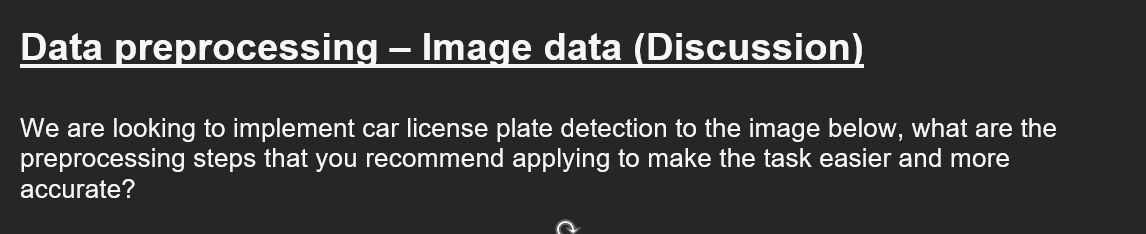 Data preprocessing – Image data (Discussion)
We are looking to implement car license plate detection to the image below, what are the
preprocessing steps that you recommend applying to make the task easier and more
accurate?